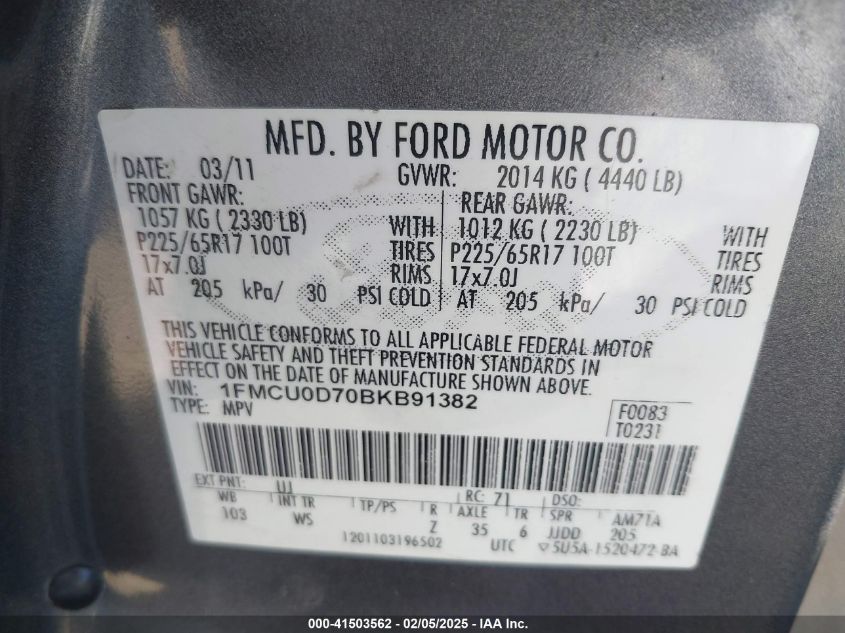 MFD. BY FORD MOTOR CO.
DATE: 03/11 GVWR: 2014 KG ( 4440 LB)
FRONT GAWR: REAR GAWR:
1057 KG ( 2330 LB) WITH 1012 KG ( 2230 LB) WITH
P225/65R17 100T TIRES P225/65R17 100T TIRES
17x7.0J RIMS 17x7.0J RIMS
AT 205 kPa/ 30 PSI COLD AT 205 kPa/ 30 PSI COLD
THIS VEHICLE CONFORMS TO ALL APPLICABLE FEDERAL MOTOR
VEHICLE SAFETY AND THEFT PREVENTION STANDARDS IN
EFFECT ON THE DATE OF MANUFACTURE SHOWN ABOVE.
VIN: 1FMCU0D70BKB91382
TYPE: MPV
F0083
T0231
EXT PNT: UJ RC: 71 DSO:
WB INT TR TP/PS R AXLE TR SPR AM71A
103 WS Z 35 6 JJDD 205
1201103196502 UTC ▽5U5A-1520472-BA
000-41503562 - 02/05/2025 - IAA Inc.